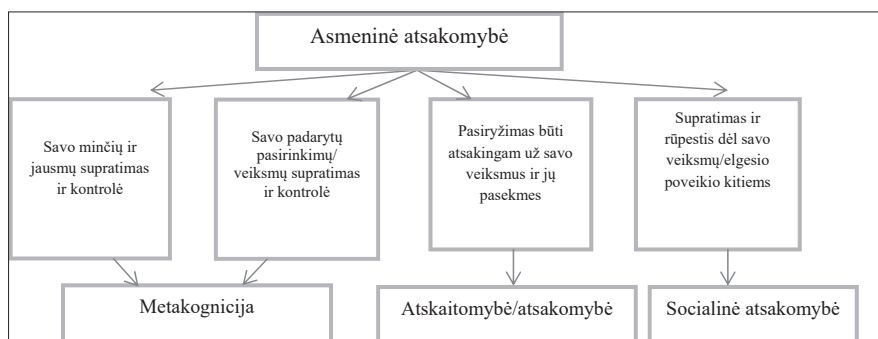 Asmeninė atsakomybė
Savo minčių ir
jausmų supratimas
ir kontrolė
Savo padarytų
pasirinkimų/
veiksmų supratimas
ir kontrolė
Pasiryžimas būti
atsakingam už savo
veiksmus ir jų
pasekmes
Supratimas ir
rūpestis dėl savo
veiksmų/elgesio
poveikio kitiems
Metakognicija
Atskaitomybė/atsakomybė
Socialinė atsakomybė